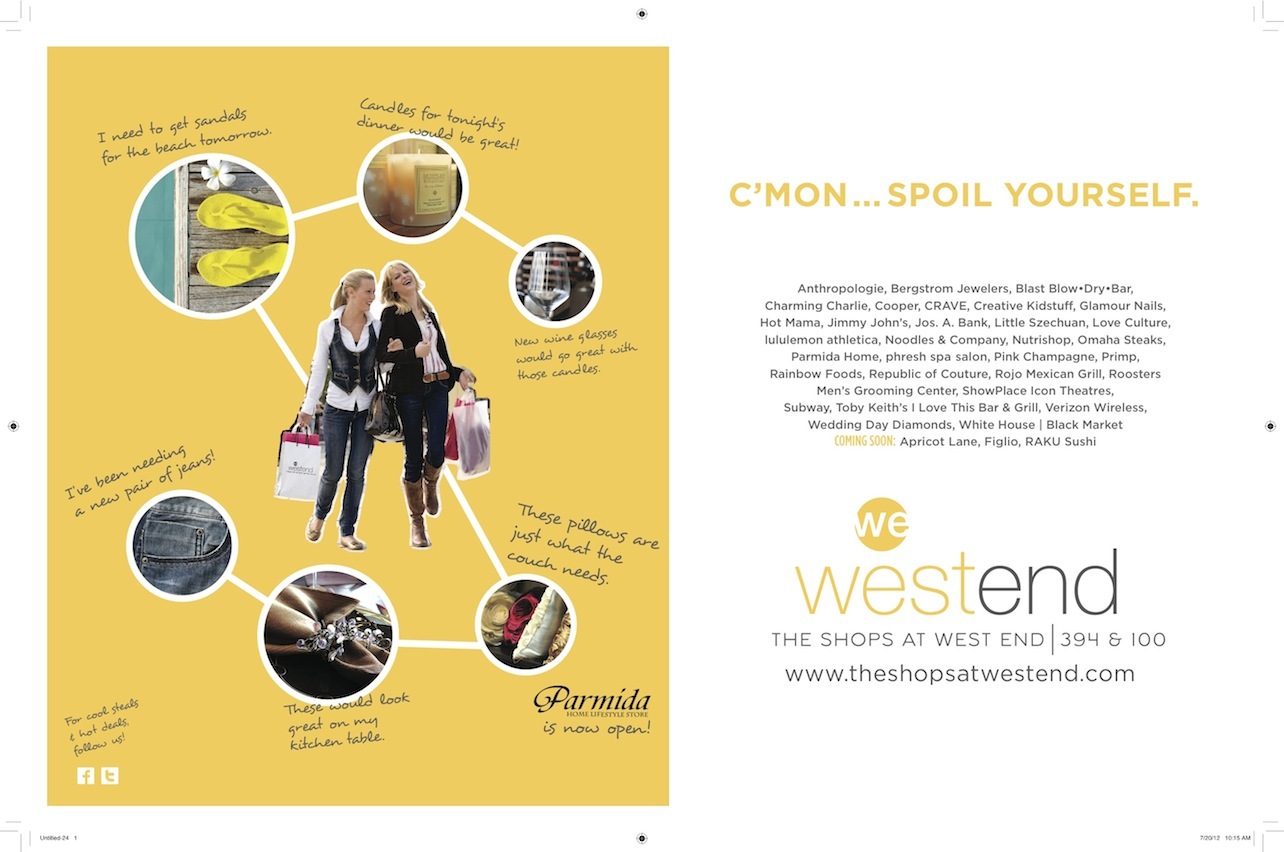 I need to get sandals
for the beach tomorrow.
Candles for tonight's
dinner would be great!
New wine glasses
would go great with
those candles.
westend
I've been needing
a new pair of jeans!
These pillows are
just what the
couch needs.
These would look
great on my
kitchen table.
Parmida
HOME LIFESTYLE STORE
is now open!
For cool steals
& hot deals,
follow us!
C'MON... SPOIL YOURSELF.
Anthropologie, Bergstrom Jewelers, Blast Blow•Dry•Bar,
Charming Charlie, Cooper, CRAVE, Creative Kidstuff, Glamour Nails,
Hot Mama, Jimmy John's, Jos. A. Bank, Little Szechuan, Love Culture,
lululemon athletica, Noodles & Company, Nutrishop, Omaha Steaks,
Parmida Home, phresh spa salon, Pink Champagne, Primp,
Rainbow Foods, Republic of Couture, Rojo Mexican Grill, Roosters
Men's Grooming Center, ShowPlace Icon Theatres,
Subway, Toby Keith's I Love This Bar & Grill, Verizon Wireless,
Wedding Day Diamonds, White House | Black Market
COMING SOON: Apricot Lane, Figlio, RAKU Sushi
we
westend
THE SHOPS AT WEST END | 394 & 100
www.theshopsatwestend.com
Untitled-24 1
7/20/12 10:15 AM